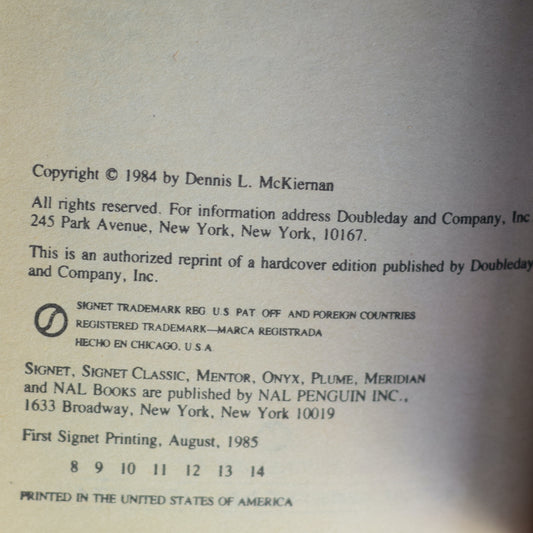 Copyright © 1984 by Dennis L. McKiernan
All rights reserved. For information address Doubleday and Company, Inc
245 Park Avenue, New York, New York, 10167.
This is an authorized reprint of a hardcover edition published by Doubleday
and Company, Inc.
SIGNET TRADEMARK REG. U.S. PAT. OFF. AND FOREIGN COUNTRIES
REGISTERED TRADEMARK—MARCA REGISTRADA
HECHO EN CHICAGO, U.S.A.
SIGNET, SIGNET CLASSIC, MENTOR, ONYX, PLUME, MERIDIAN
and NAL BOOKS are published by NAL PENGUIN INC.,
1633 Broadway, New York, New York 10019
First Signet Printing, August, 1985
8 9 10 11 12 13 14
PRINTED IN THE UNITED STATES OF AMERICA